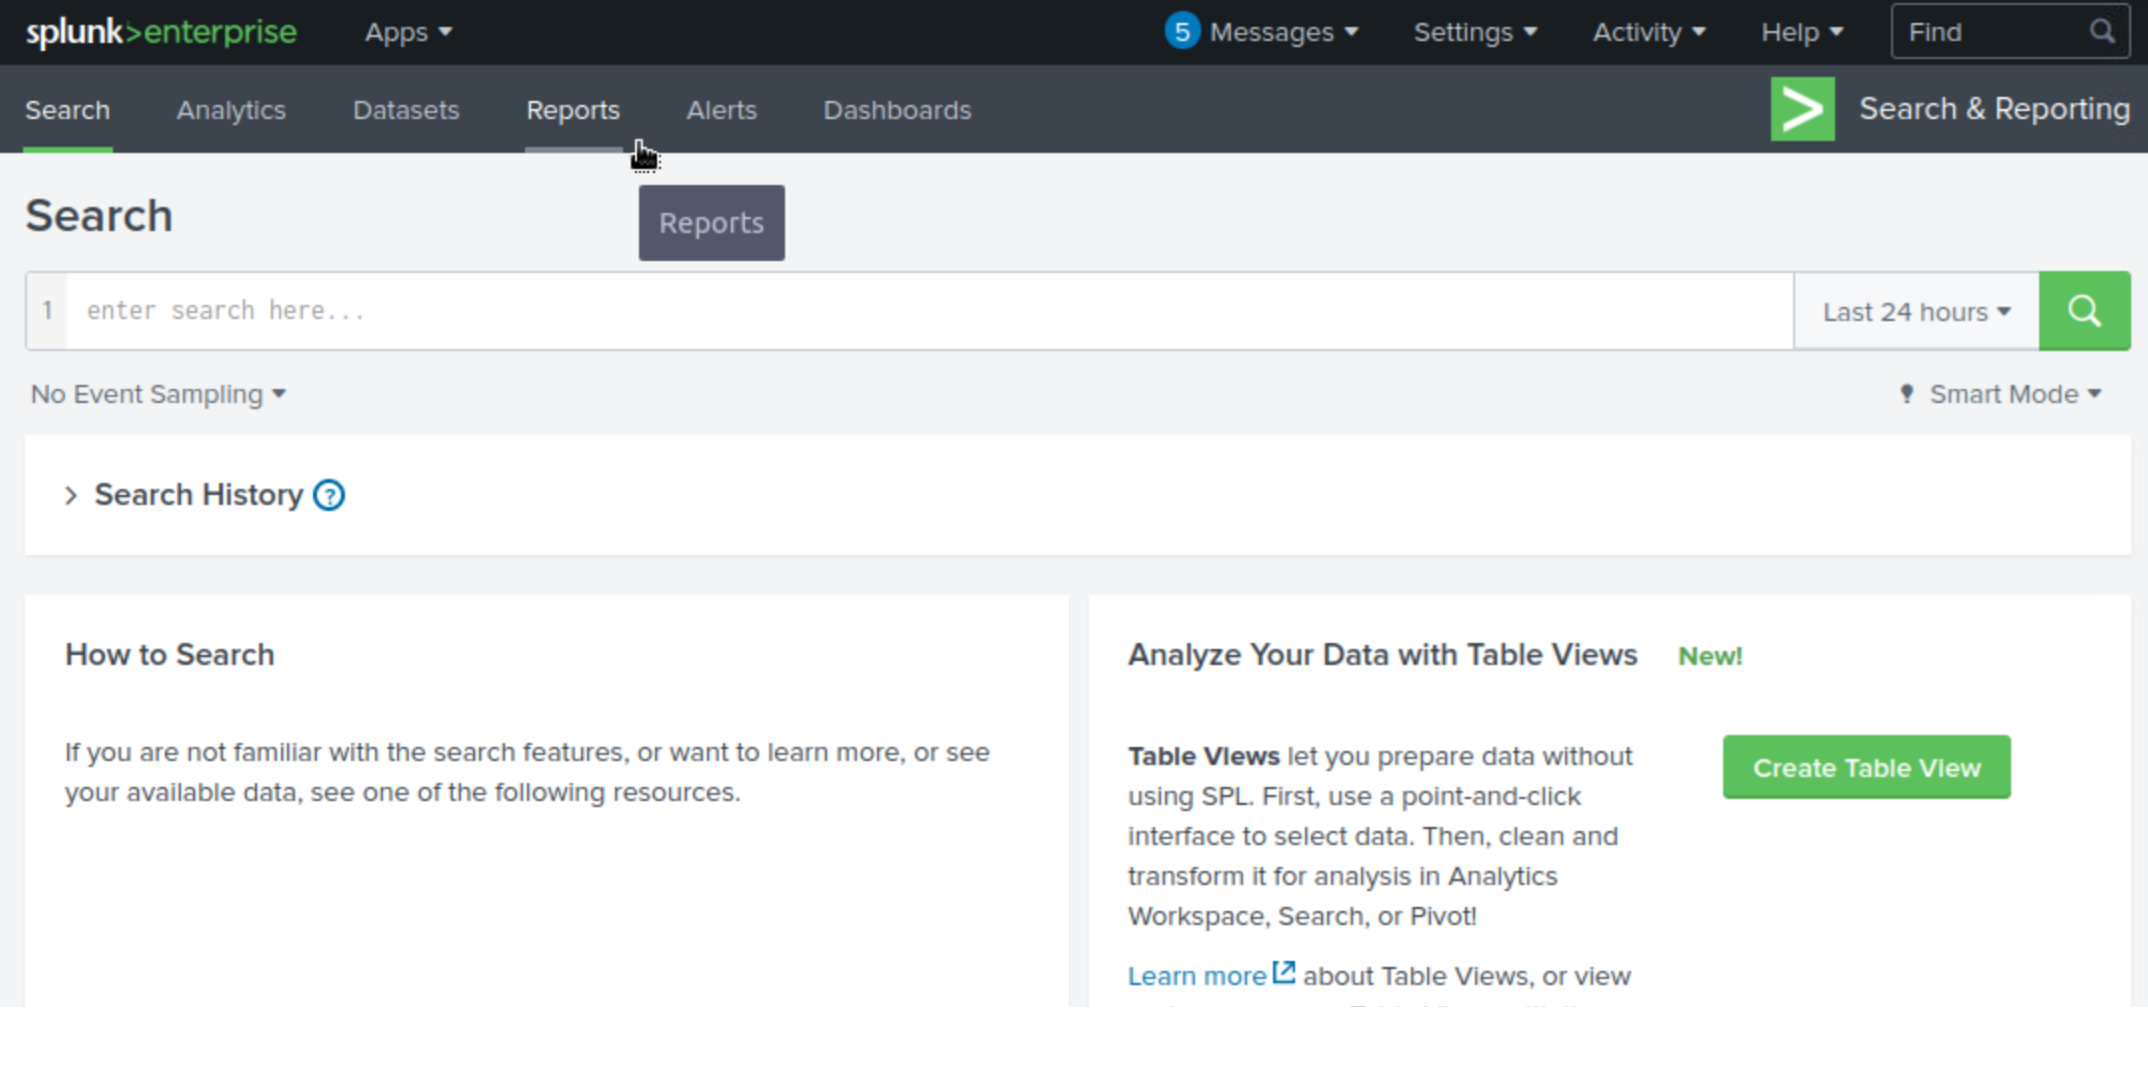 splunk>enterprise Apps 5 Messages Settings Activity Help Find
Search Analytics Datasets Reports Alerts Dashboards Search & Reporting
Search
Reports
1 enter search here... Last 24 hours
No Event Sampling Smart Mode
Search History ?
How to Search
If you are not familiar with the search features, or want to learn more, or see
your available data, see one of the following resources.
Analyze Your Data with Table Views New!
Table Views let you prepare data without
using SPL. First, use a point-and-click
interface to select data. Then, clean and
transform it for analysis in Analytics
Workspace, Search, or Pivot!
Create Table View
Learn more about Table Views, or view